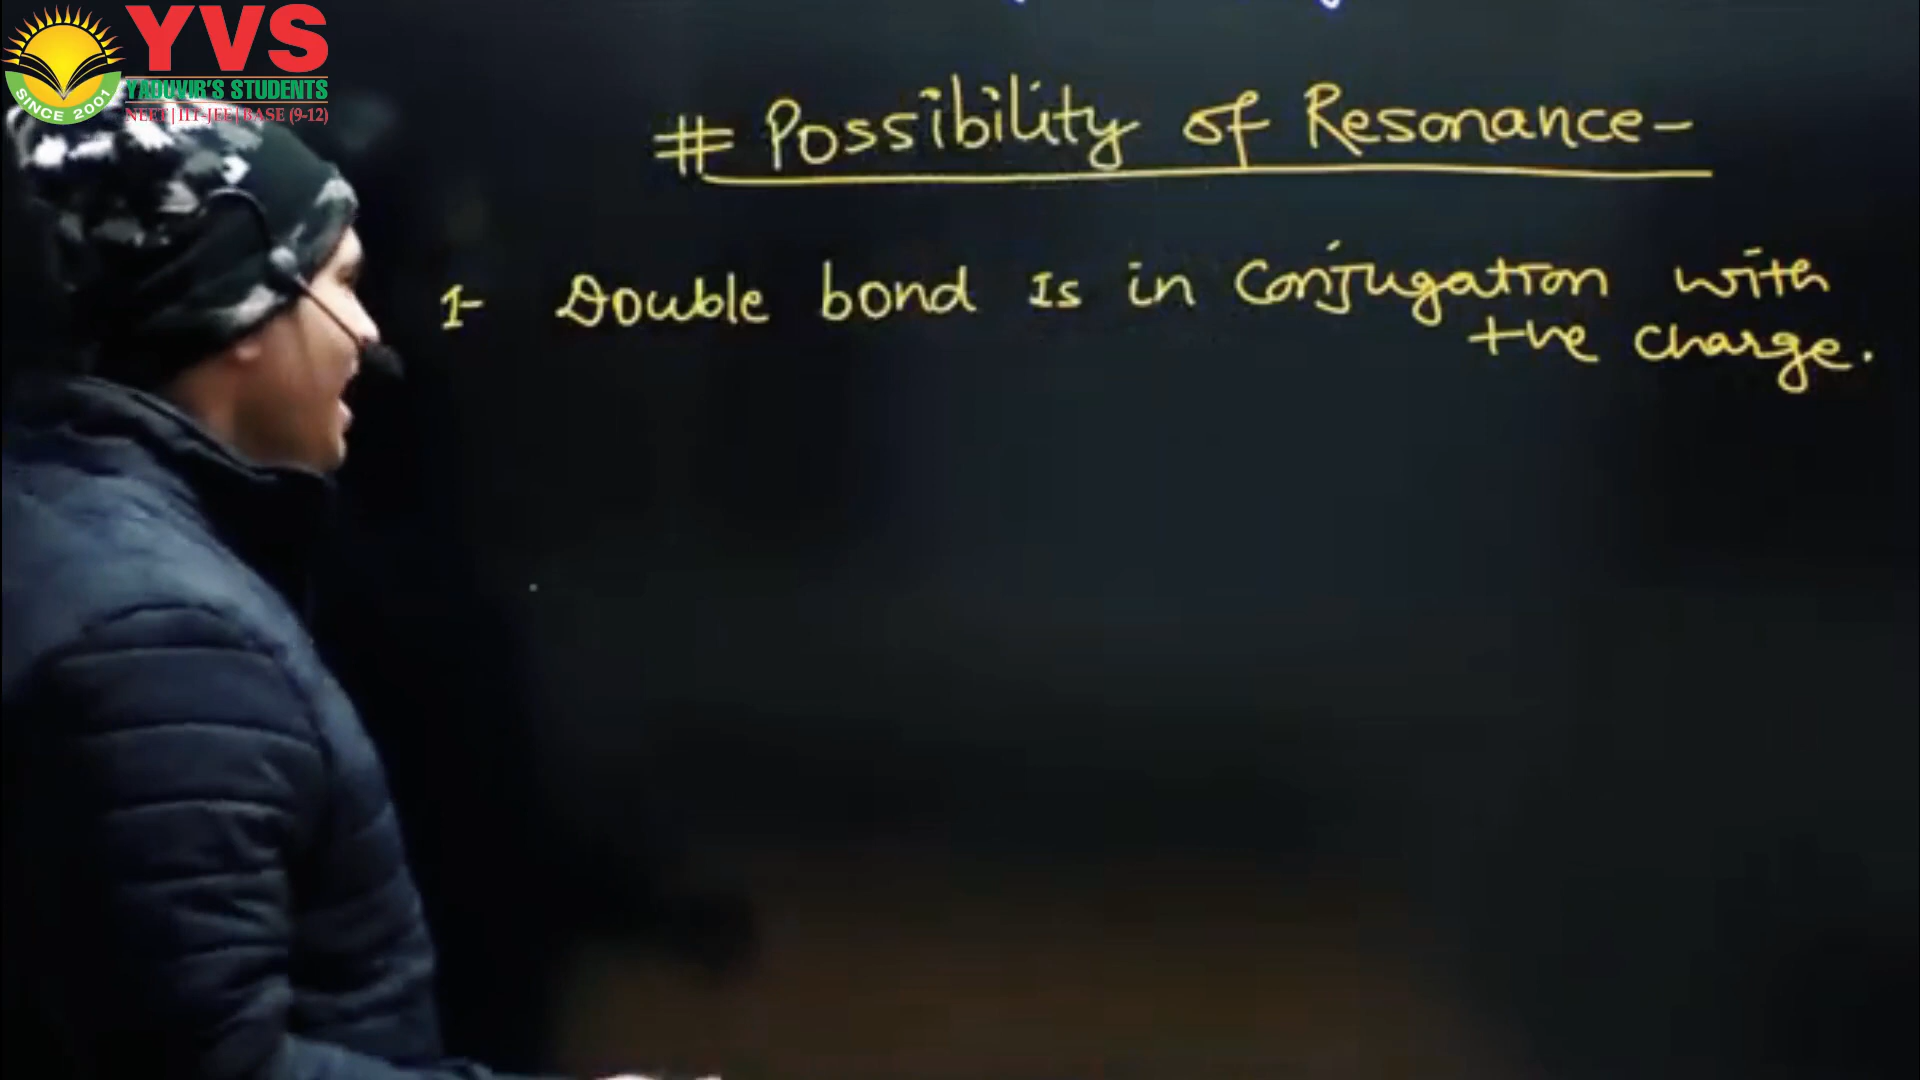 YVS
YADUVIR'S STUDENTS
NEET|IIT-JEE|BASE (9-12)
SINCE 2001
# Possibility of Resonance-
1- Double bond Is in Conjugation with
+ve charge.